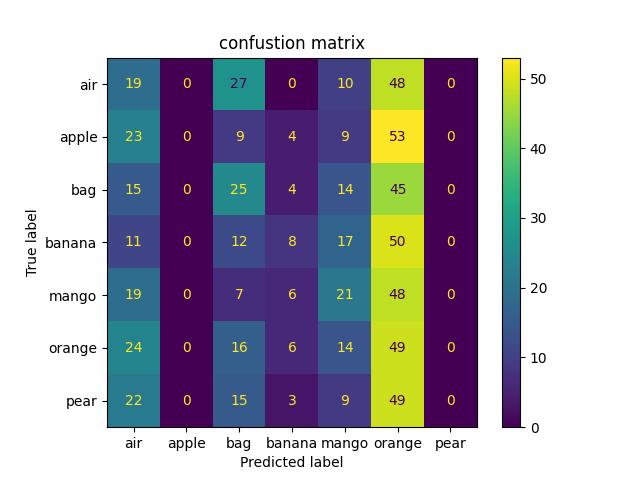 confustion matrix
air 19 0 27 0 10 48 0
apple 23 0 9 4 9 53 0
bag 15 0 25 4 14 45 0
banana 11 0 12 8 17 50 0
mango 19 0 7 6 21 48 0
orange 24 0 16 6 14 49 0
pear 22 0 15 3 9 49 0
air apple bag banana mango orange pear
Predicted label
True label
50
40
30
20
10
0